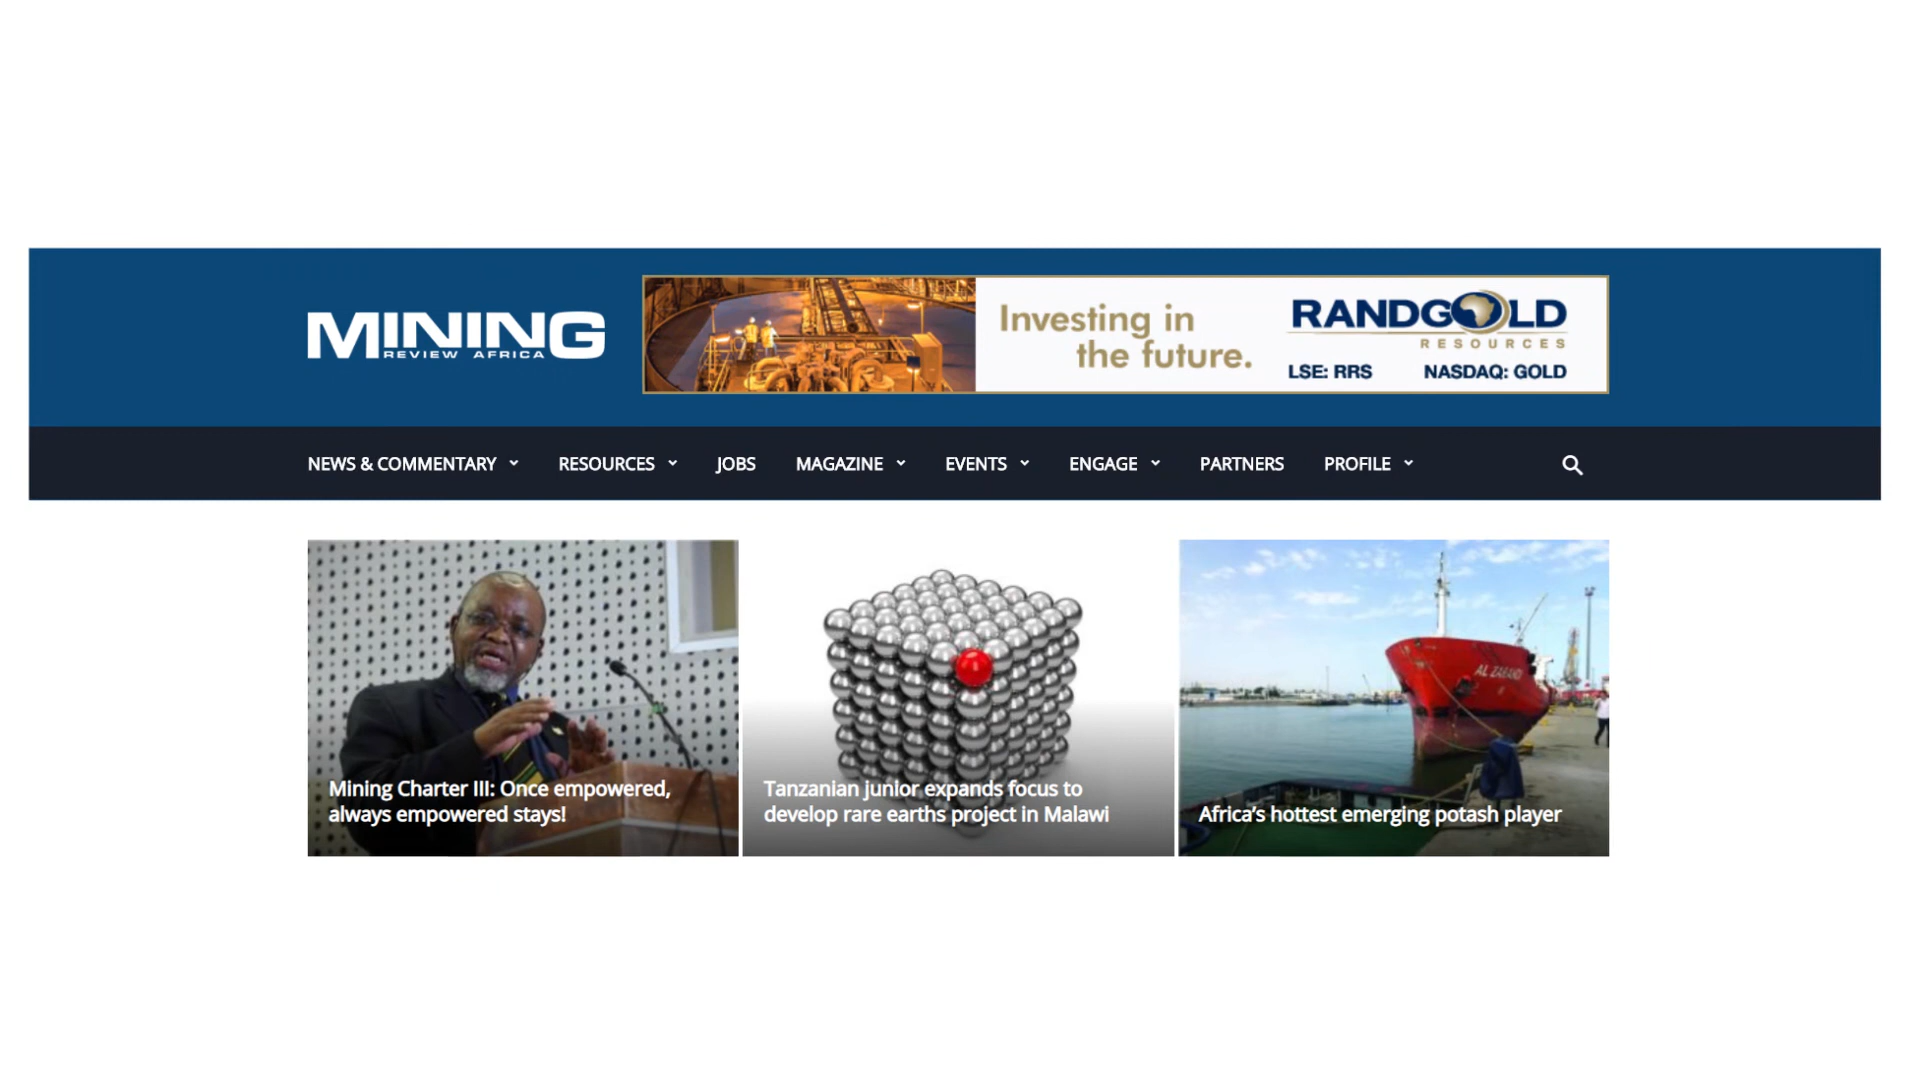 MINING
REVIEW AFRICA
Investing in
the future.
RANDGOLD
RESOURCES
LSE: RRS NASDAQ: GOLD
NEWS & COMMENTARY RESOURCES JOBS MAGAZINE EVENTS ENGAGE PARTNERS PROFILE
Mining Charter III: Once empowered,
always empowered stays!
Tanzanian junior expands focus to
develop rare earths project in Malawi
AL
Africa’s hottest emerging potash player